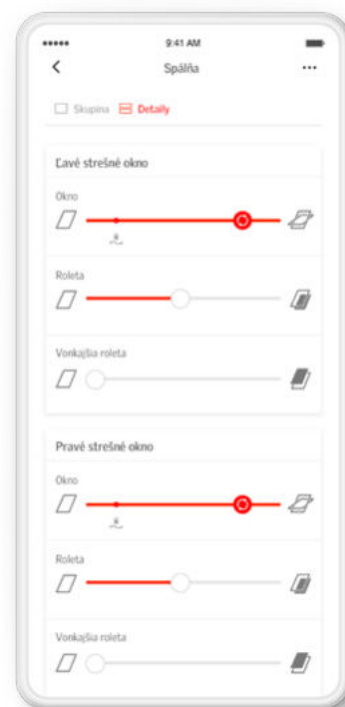 9:41 AM
Spálňa
Skupina Detaily
Ľavé strešné okno
Okno
Roleta
Vonkajšia roleta
Pravé strešné okno
Okno
Roleta
Vonkajšia roleta